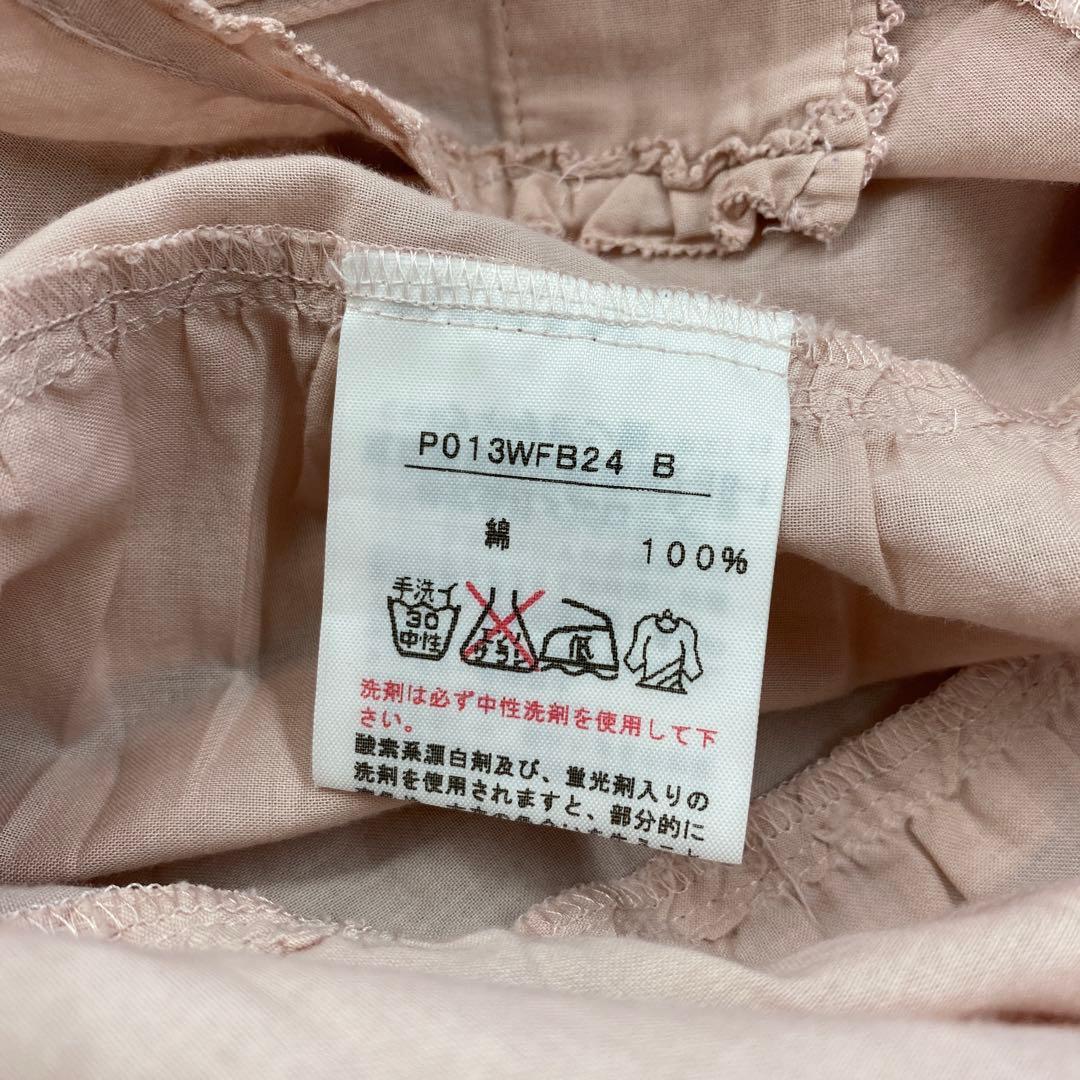 P013WFB24 B
綿 100%
手洗イ
30
中性
エンソ
サラシ
洗剤は必ず中性洗剤を使用して下
さい。
酸素系漂白剤及び、蛍光剤入りの
洗剤を使用されますと、部分的に